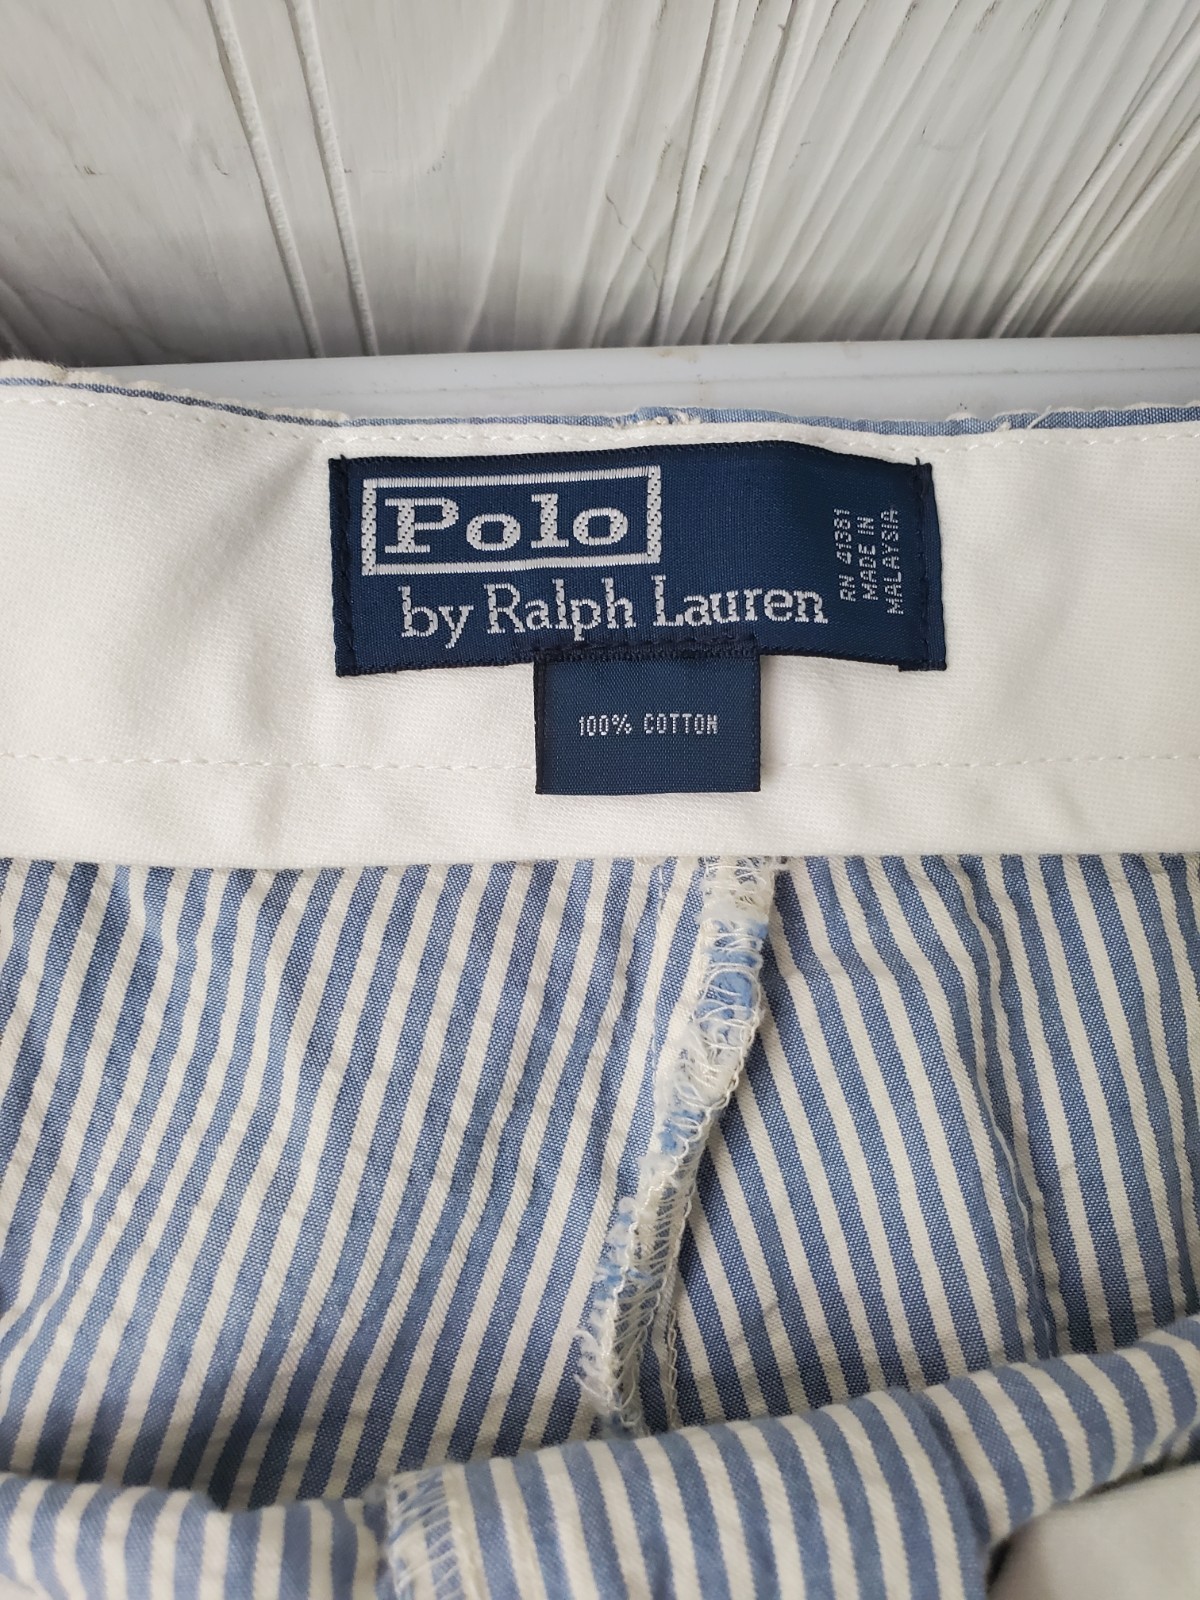 Polo
by Ralph Lauren
RN 41381
MADE IN
MALAYSIA
100% COTTON